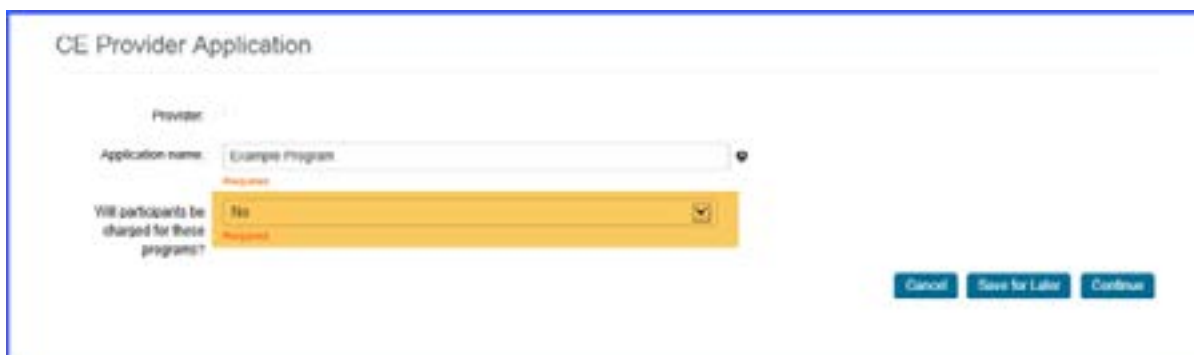 CE Provider Application
Provider:
Application name: Example Program
Required
Will participants be No
charged for these Required
programs?
Cancel Save for Later Continue